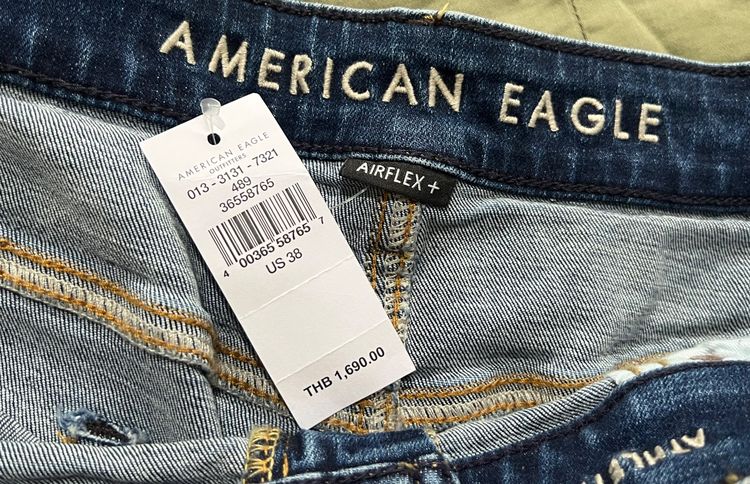 AMERICAN EAGLE
AIRFLEX +
AMERICAN EAGLE
OUTFITTERS
013 - 3131 - 7321
489
36558765
4 00365 58765 7
US 38
THB 1,690.00